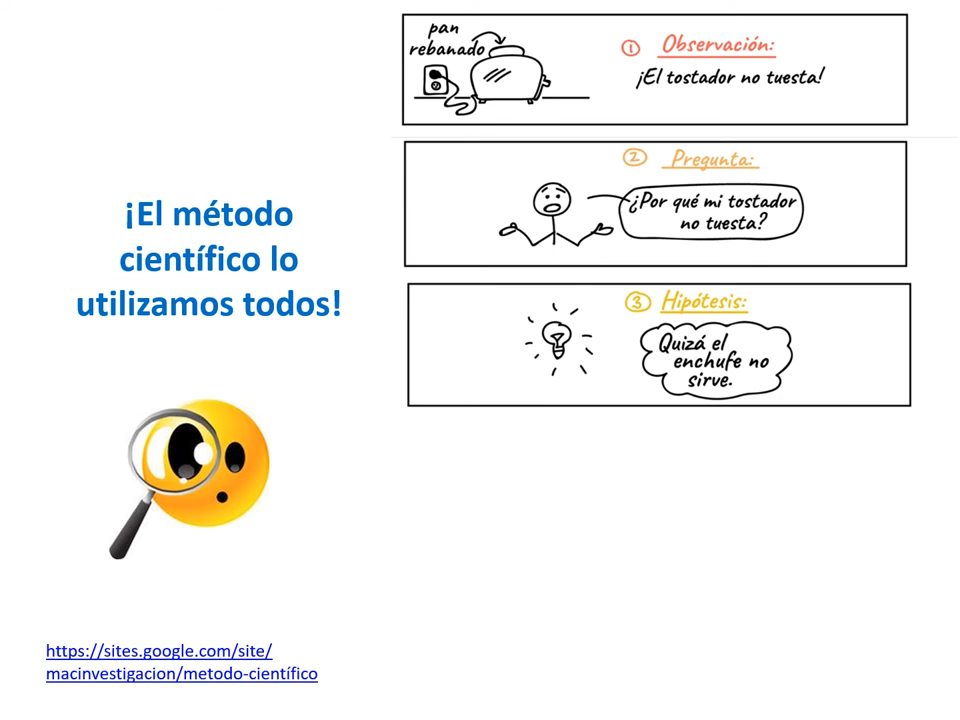 ¡El método
científico lo
utilizamos todos!
https://sites.google.com/site/
macinvestigacion/metodo-científico
pan
rebanado
1 Observación:
¡El tostador no tuesta!
2 Pregunta:
¿Por qué mi tostador
no tuesta?
3 Hipótesis:
Quizá el
enchufe no
sirve.